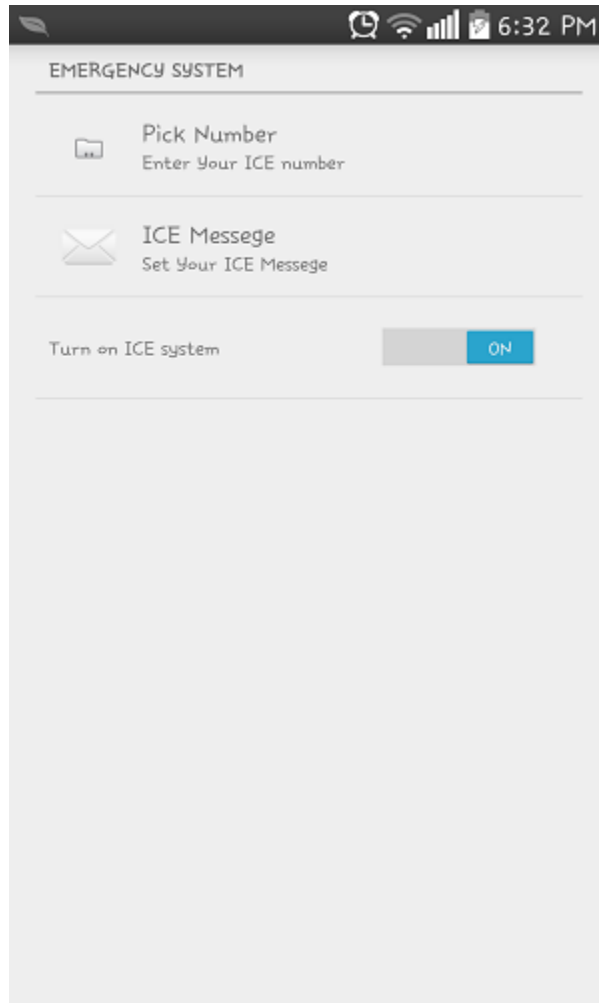 6:32 PM
EMERGENCY SYSTEM
Pick Number
Enter Your ICE number
ICE Messege
Set Your ICE Messege
Turn on ICE system
ON